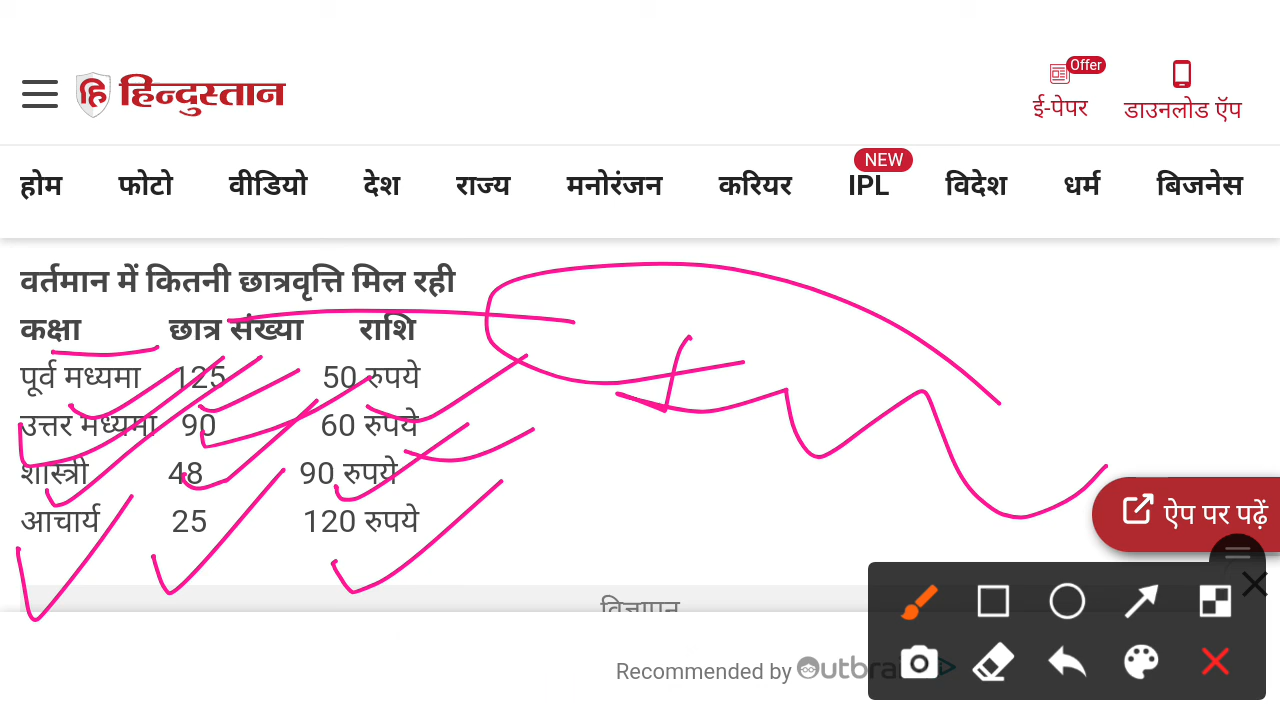 हिन्दुस्तान
Offer
ई-पेपर डाउनलोड ऍप
NEW
होम फोटो वीडियो देश राज्य मनोरंजन करियर IPL विदेश धर्म बिजनेस
वर्तमान में कितनी छात्रवृत्ति मिल रही
कक्षा छात्र संख्या राशि
पूर्व मध्यमा 125 50 रुपये
उत्तर मध्यमा 90 60 रुपये
शास्त्री 48 90 रुपये
आचार्य 25 120 रुपये
ऐप पर पढ़ें
विज्ञापन
Recommended by Outbrain